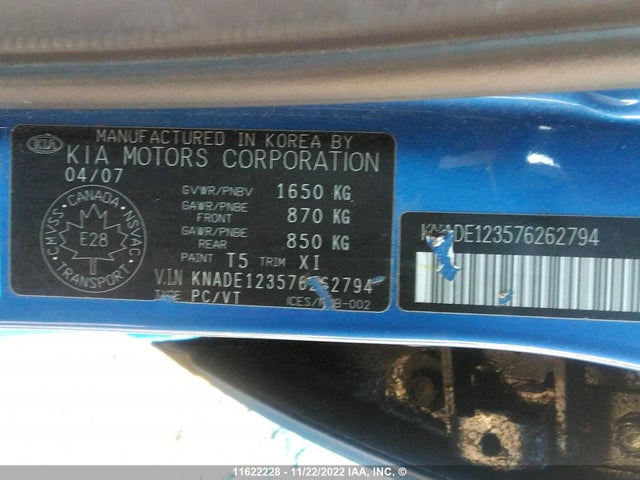 KIA
MANUFACTURED IN KOREA BY
KIA MOTORS CORPORATION
04/07
GVWR/PNBV 1650 KG
GAWR/PNBE
FRONT 870 KG
GAWR/PNBE
REAR 850 KG
PAINT T5 TRIM XI
V.IN KNADE123576262794
TYPE PC/VT
CANADA
CMVSS NSVAC
E28
TRANSPORT
KNADE123576262794
11622228 - 11/22/2022 IAA, INC. ©